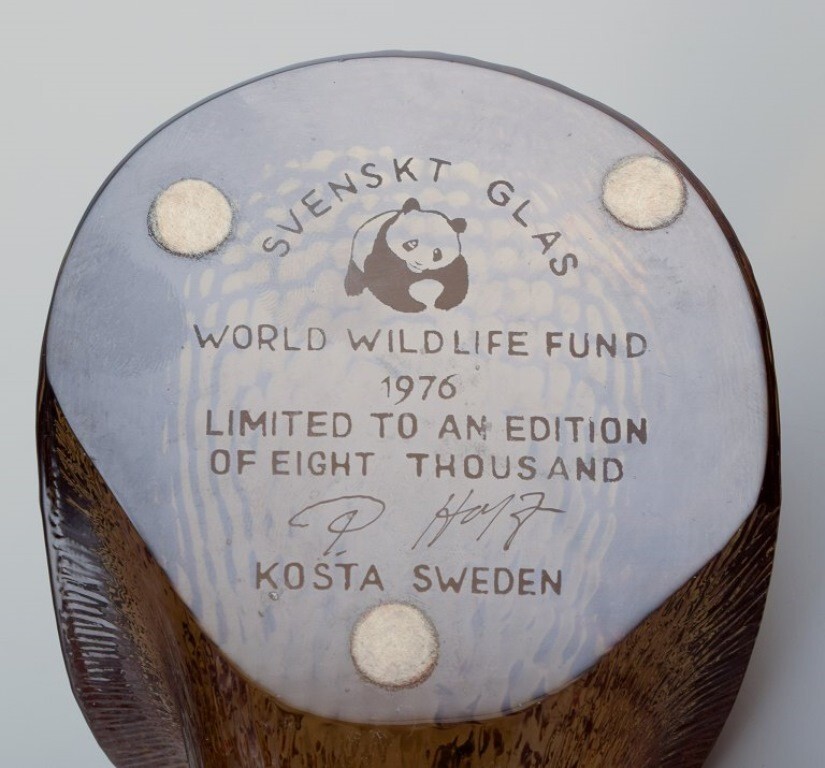 SVENSKT GLAS
WORLD WILDLIFE FUND
1976
LIMITED TO AN EDITION
OF EIGHT THOUSAND
KOSTA SWEDEN